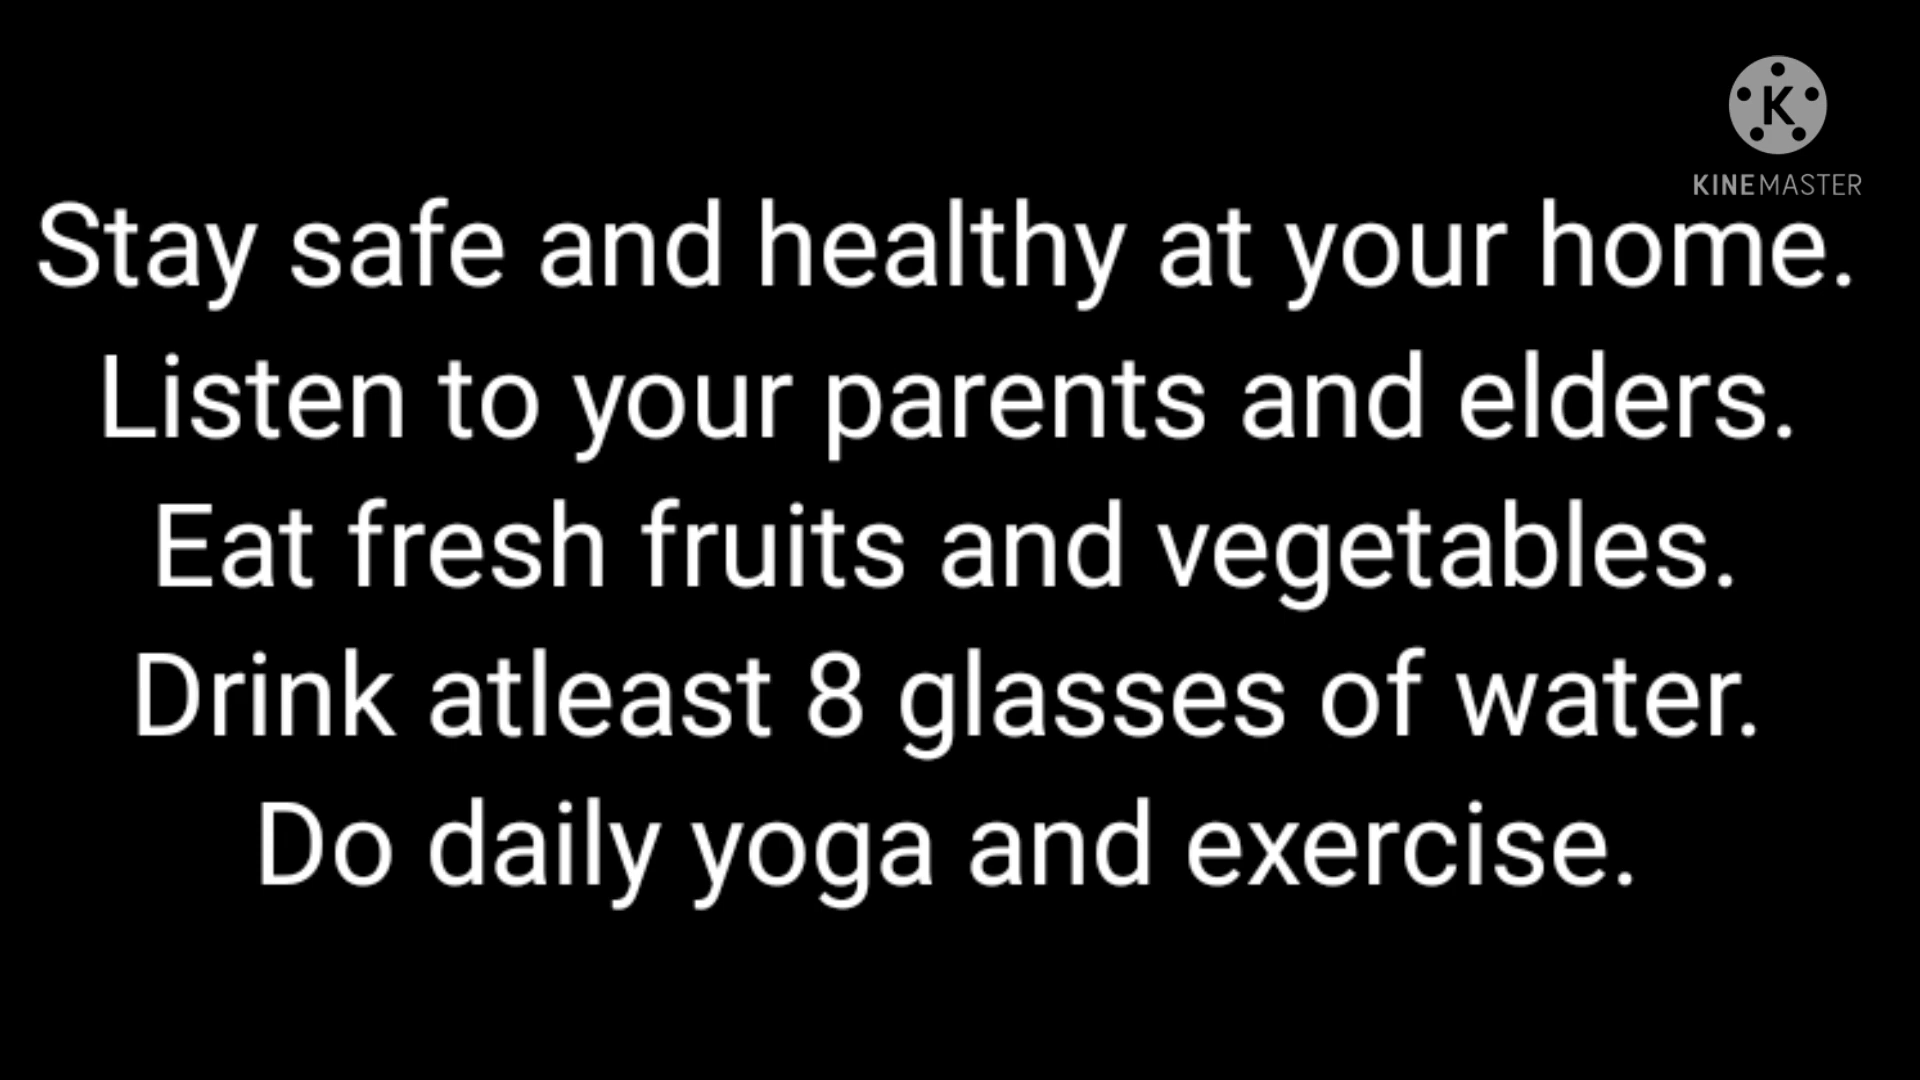 K
KINEMASTER
Stay safe and healthy at your home.
Listen to your parents and elders.
Eat fresh fruits and vegetables.
Drink atleast 8 glasses of water.
Do daily yoga and exercise.